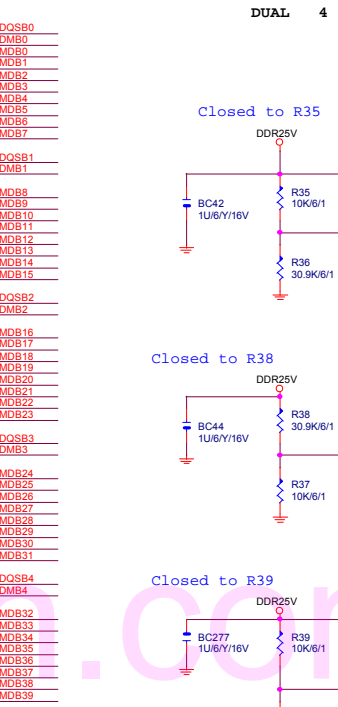 DUAL 4
DQSB0
DMB0
MDB0
MDB1
MDB2
MDB3
MDB4
MDB5
MDB6
MDB7
DQSB1
DMB1
MDB8
MDB9
MDB10
MDB11
MDB12
MDB13
MDB14
MDB15
DQSB2
DMB2
MDB16
MDB17
MDB18
MDB19
MDB20
MDB21
MDB22
MDB23
DQSB3
DMB3
MDB24
MDB25
MDB26
MDB27
MDB28
MDB29
MDB30
MDB31
DQSB4
DMB4
MDB32
MDB33
MDB34
MDB35
MDB36
MDB37
MDB38
MDB39
Closed to R35
DDR25V
BC42
1U/6/Y/16V
R35
10K/6/1
R36
30.9K/6/1
Closed to R38
DDR25V
BC44
1U/6/Y/16V
R38
30.9K/6/1
R37
10K/6/1
Closed to R39
DDR25V
BC277
1U/6/Y/16V
R39
10K/6/1